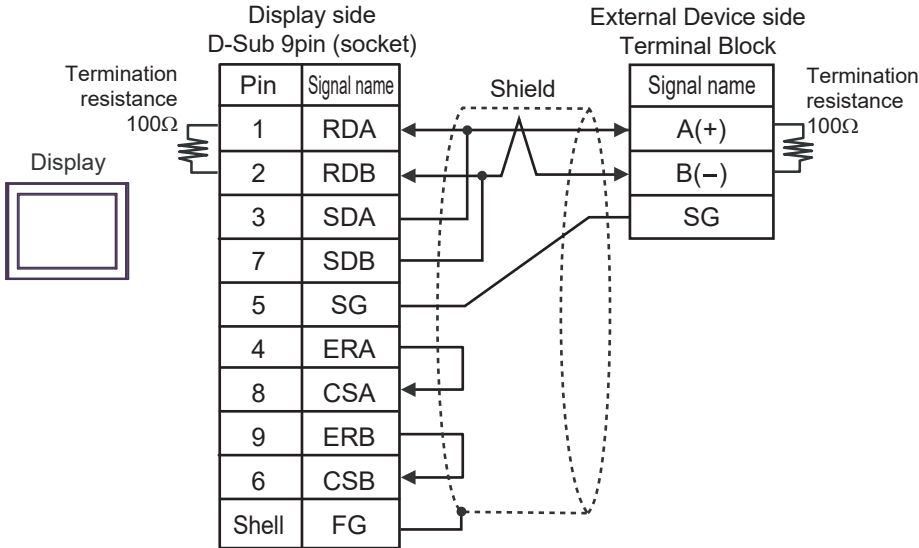 Display side
D-Sub 9pin (socket)
External Device side
Terminal Block
Termination
resistance
100Ω
Pin Signal name
Shield
Signal name
Termination
resistance
100Ω
1 RDA
A(+)
2 RDB
B(−)
Display
3 SDA
SG
7 SDB
5 SG
4 ERA
8 CSA
9 ERB
6 CSB
Shell FG